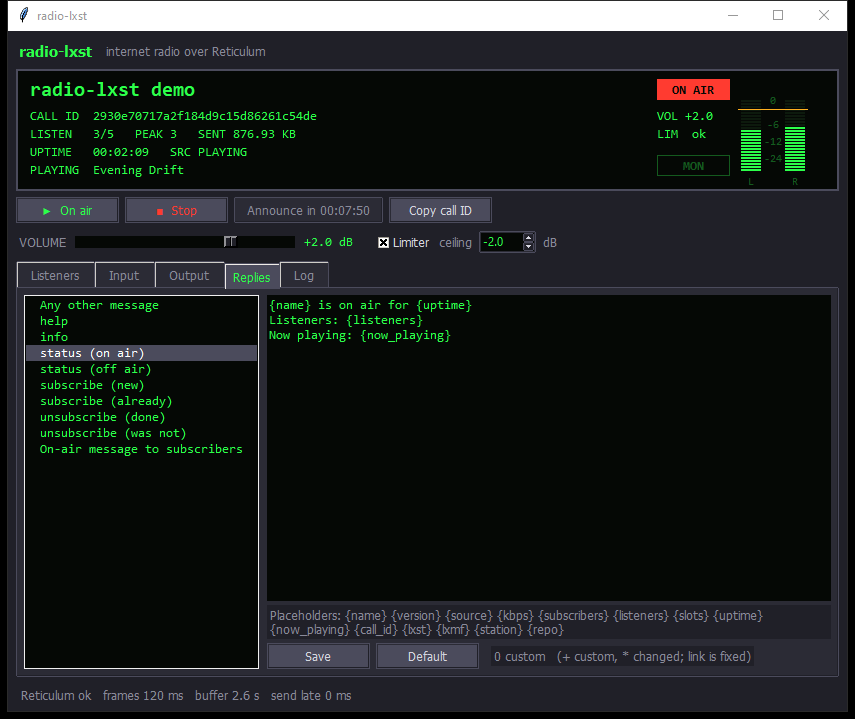 radio-lxst
radio-lxst internet radio over Reticulum
radio-lxst demo
ON AIR
CALL ID 2930e70717a2f184d9c15d86261c54de
VOL +2.0
LISTEN 3/5 PEAK 3 SENT 876.93 KB
LIM ok
UPTIME 00:02:09 SRC PLAYING
PLAYING Evening Drift
MON
0
-6
-12
-24
L R
► On air ■ Stop Announce in 00:07:50 Copy call ID
VOLUME +2.0 dB Limiter ceiling -2.0 dB
Listeners Input Output Replies Log
Any other message
help
info
status (on air)
status (off air)
subscribe (new)
subscribe (already)
unsubscribe (done)
unsubscribe (was not)
On-air message to subscribers
{name} is on air for {uptime}
Listeners: {listeners}
Now playing: {now_playing}
Placeholders: {name} {version} {source} {kbps} {subscribers} {listeners} {slots} {uptime}
{now_playing} {call_id} {lxst} {lxmf} {station} {repo}
Save Default 0 custom (+ custom, * changed; link is fixed)
Reticulum ok frames 120 ms buffer 2.6 s send late 0 ms